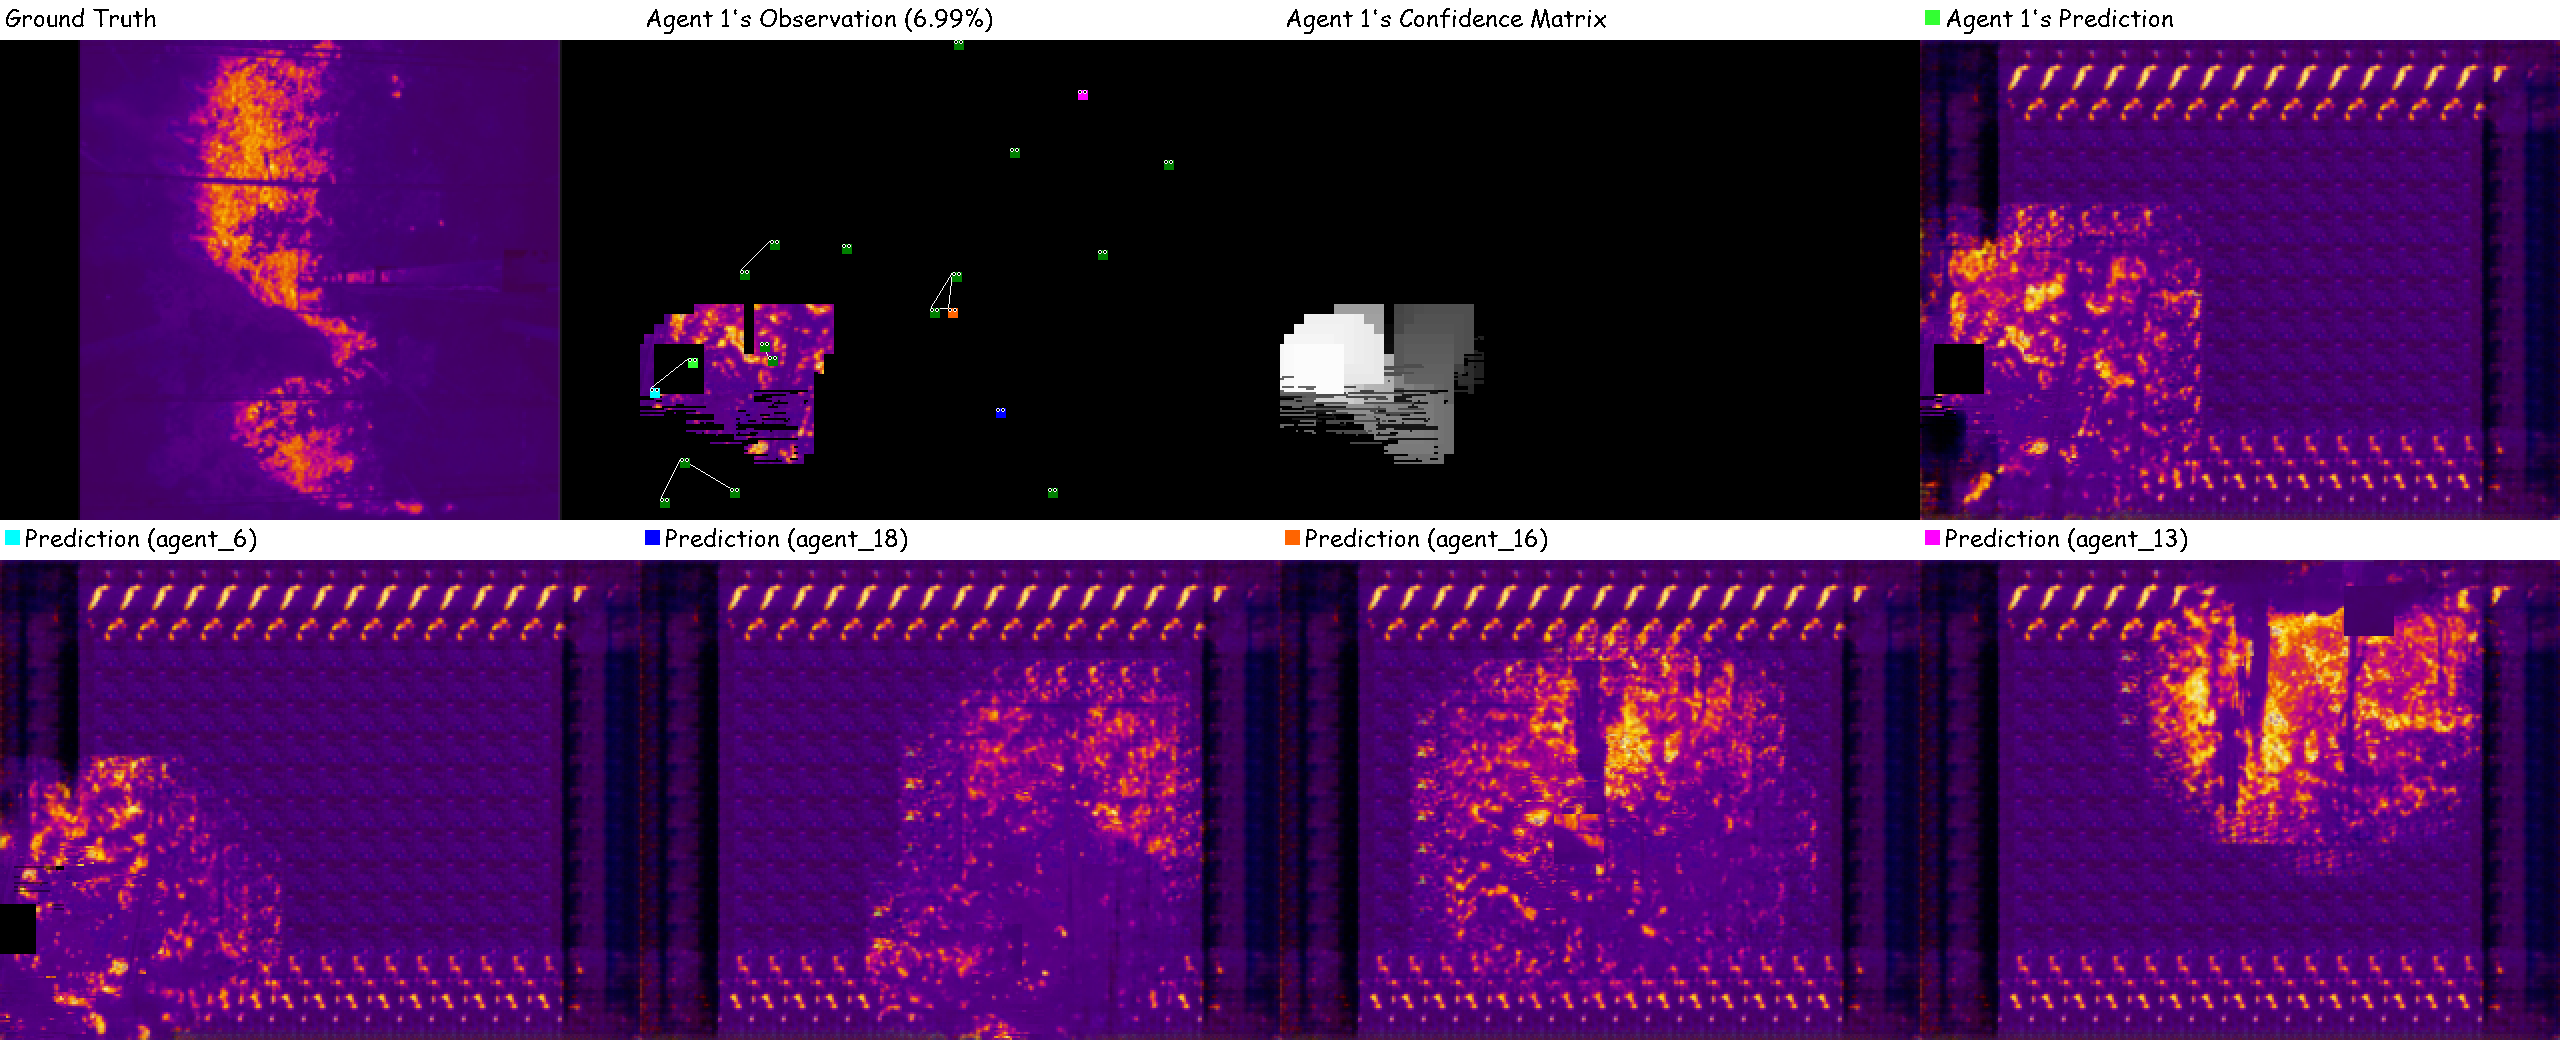 Ground Truth
Agent 1's Observation (6.99%)
Agent 1's Confidence Matrix
Agent 1's Prediction
Prediction (agent_6)
Prediction (agent_18)
Prediction (agent_16)
Prediction (agent_13)